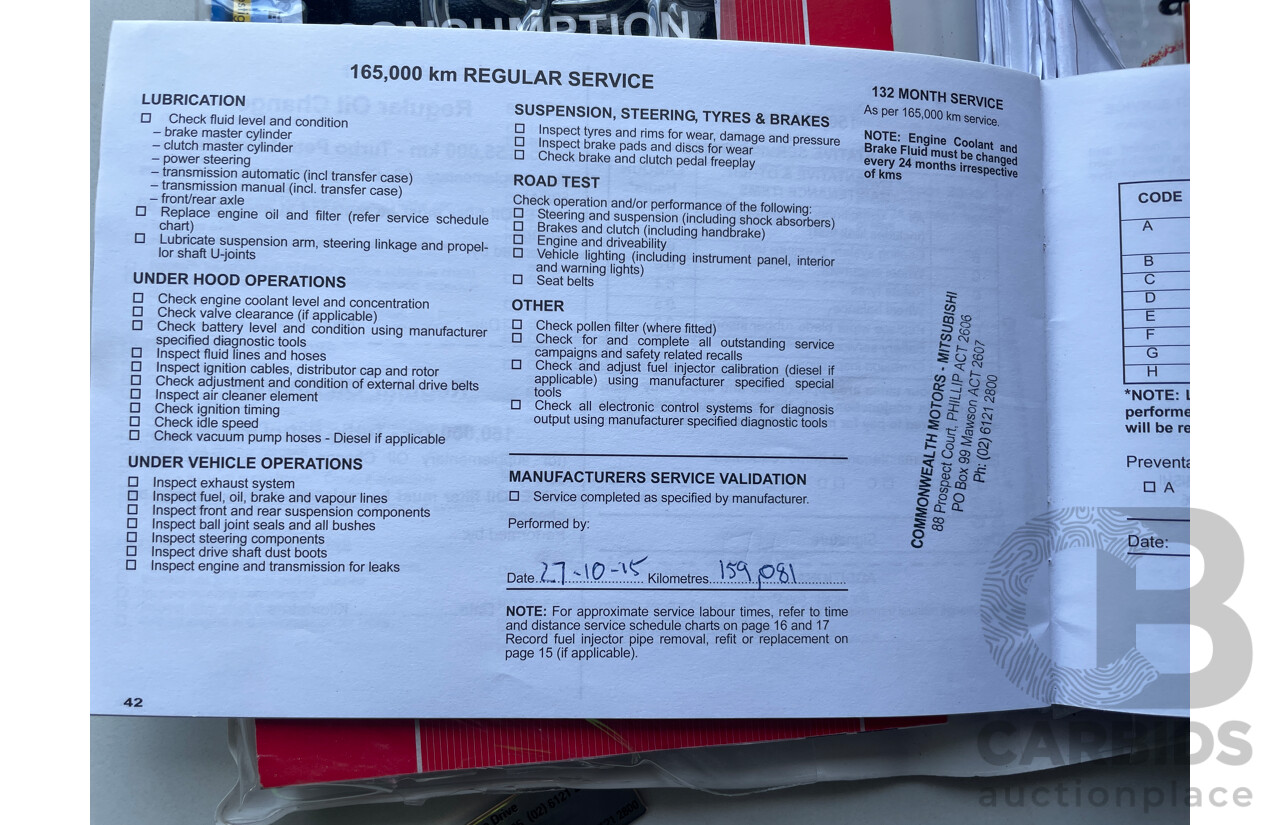 CONSUMPTION
165,000 km REGULAR SERVICE
LUBRICATION
Check fluid level and condition
– brake master cylinder
– clutch master cylinder
– power steering
– transmission automatic (incl transfer case)
– transmission manual (incl. transfer case)
– front/rear axle
Replace engine oil and filter (refer service schedule
chart)
Lubricate suspension arm, steering linkage and propel-
lor shaft U-joints
UNDER HOOD OPERATIONS
Check engine coolant level and concentration
Check valve clearance (if applicable)
Check battery level and condition using manufacturer
specified diagnostic tools
Inspect fluid lines and hoses
Inspect ignition cables, distributor cap and rotor
Check adjustment and condition of external drive belts
Inspect air cleaner element
Check ignition timing
Check idle speed
Check vacuum pump hoses - Diesel if applicable
UNDER VEHICLE OPERATIONS
Inspect exhaust system
Inspect fuel, oil, brake and vapour lines
Inspect front and rear suspension components
Inspect ball joint seals and all bushes
Inspect steering components
Inspect drive shaft dust boots
Inspect engine and transmission for leaks
42
SUSPENSION, STEERING, TYRES & BRAKES
Inspect tyres and rims for wear, damage and pressure
Inspect brake pads and discs for wear
Check brake and clutch pedal freeplay
ROAD TEST
Check operation and/or performance of the following:
Steering and suspension (including shock absorbers)
Brakes and clutch (including handbrake)
Engine and driveability
Vehicle lighting (including instrument panel, interior
and warning lights)
Seat belts
OTHER
Check pollen filter (where fitted)
Check for and complete all outstanding service
campaigns and safety related recalls
Check and adjust fuel injector calibration (diesel if
applicable) using manufacturer specified special
tools
Check all electronic control systems for diagnosis
output using manufacturer specified diagnostic tools
MANUFACTURERS SERVICE VALIDATION
Service completed as specified by manufacturer.
Performed by:
Date 27-10-15 Kilometres 159,081
NOTE: For approximate service labour times, refer to time
and distance service schedule charts on page 16 and 17
Record fuel injector pipe removal, refit or replacement on
page 15 (if applicable).
132 MONTH SERVICE
As per 165,000 km service.
NOTE: Engine Coolant and
Brake Fluid must be changed
every 24 months irrespective
of kms
COMMONWEALTH MOTORS - MITSUBISHI
88 Prospect Court, PHILLIP ACT 2606
PO Box 99 Mawson ACT 2607
Ph: (02) 6121 2800
CODE
A
B
C
D
E
F
G
H
*NOTE:
performe
will be re
Preventa
A
Date:
CARBIDS
auctionplace
Drive